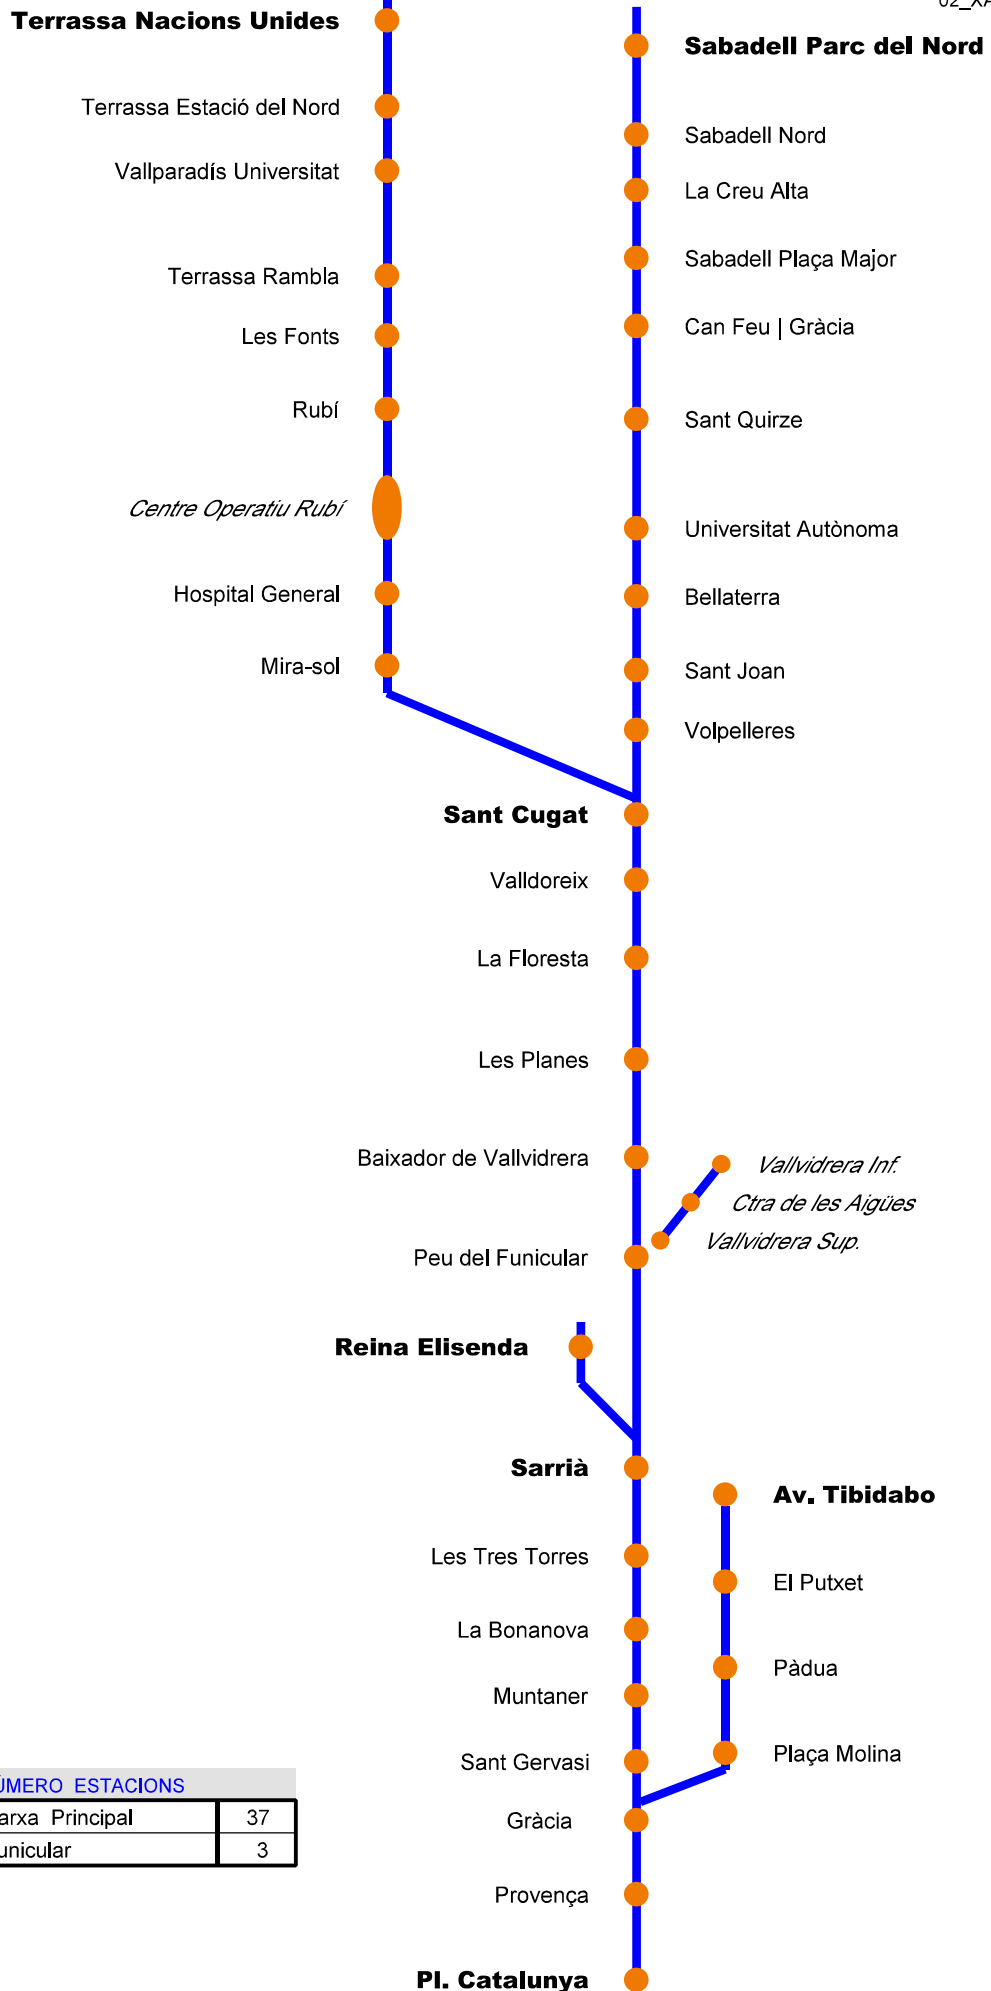 Terrassa Nacions Unides
Sabadell Parc del Nord
Terrassa Estació del Nord
Sabadell Nord
Vallparadís Universitat
La Creu Alta
Sabadell Plaça Major
Terrassa Rambla
Can Feu | Gràcia
Les Fonts
Rubí
Sant Quirze
Centre Operatiu Rubí
Universitat Autònoma
Hospital General
Bellaterra
Mira-sol
Sant Joan
Volpelleres
Sant Cugat
Valldoreix
La Floresta
Les Planes
Baixador de Vallvidrera
Vallvidrera Inf.
Ctra de les Aigües
Vallvidrera Sup.
Peu del Funicular
Reina Elisenda
Sarrià
Av. Tibidabo
Les Tres Torres
El Putxet
La Bonanova
Pàdua
Muntaner
Plaça Molina
Sant Gervasi
ÚMERO ESTACIONS
arxa Principal 37
Gràcia
unicular 3
Provença
Pl. Catalunya